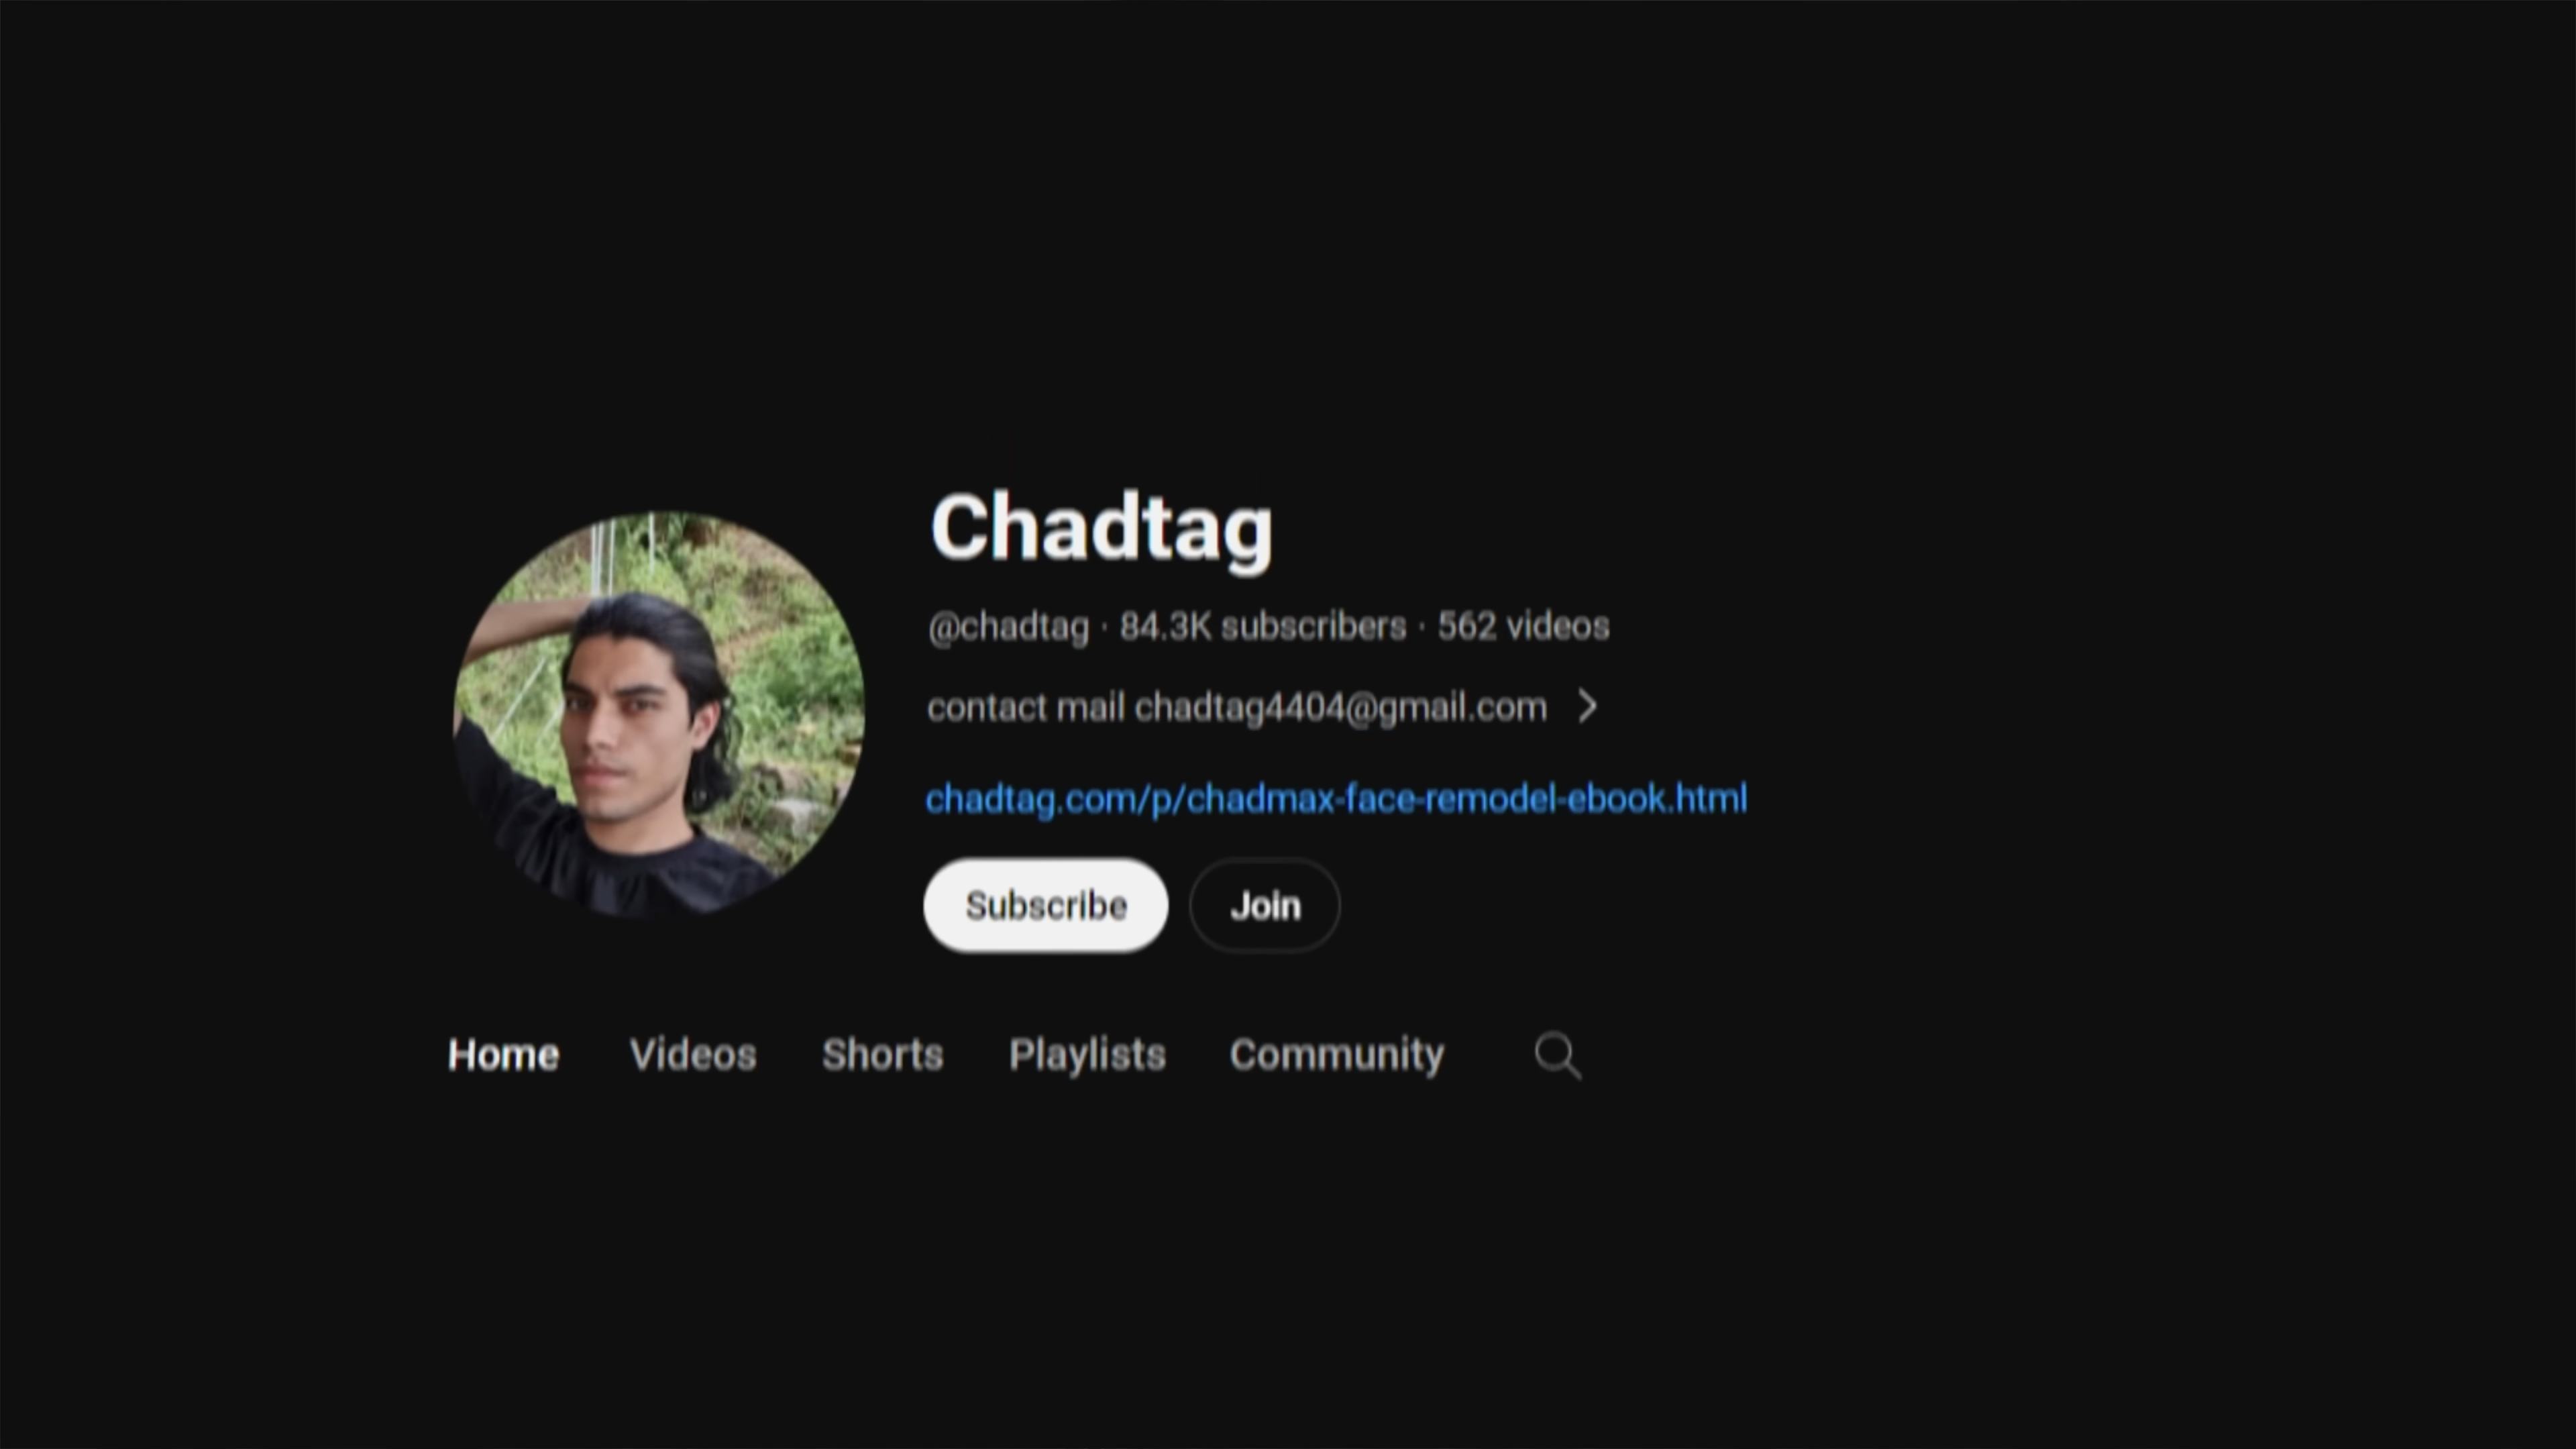 Chadtag
@chadtag · 84.3K subscribers · 562 videos
contact mail chadtag4404@gmail.com
chadtag.com/p/chadmax-face-remodel-ebook.html
Subscribe Join
Home Videos Shorts Playlists Community